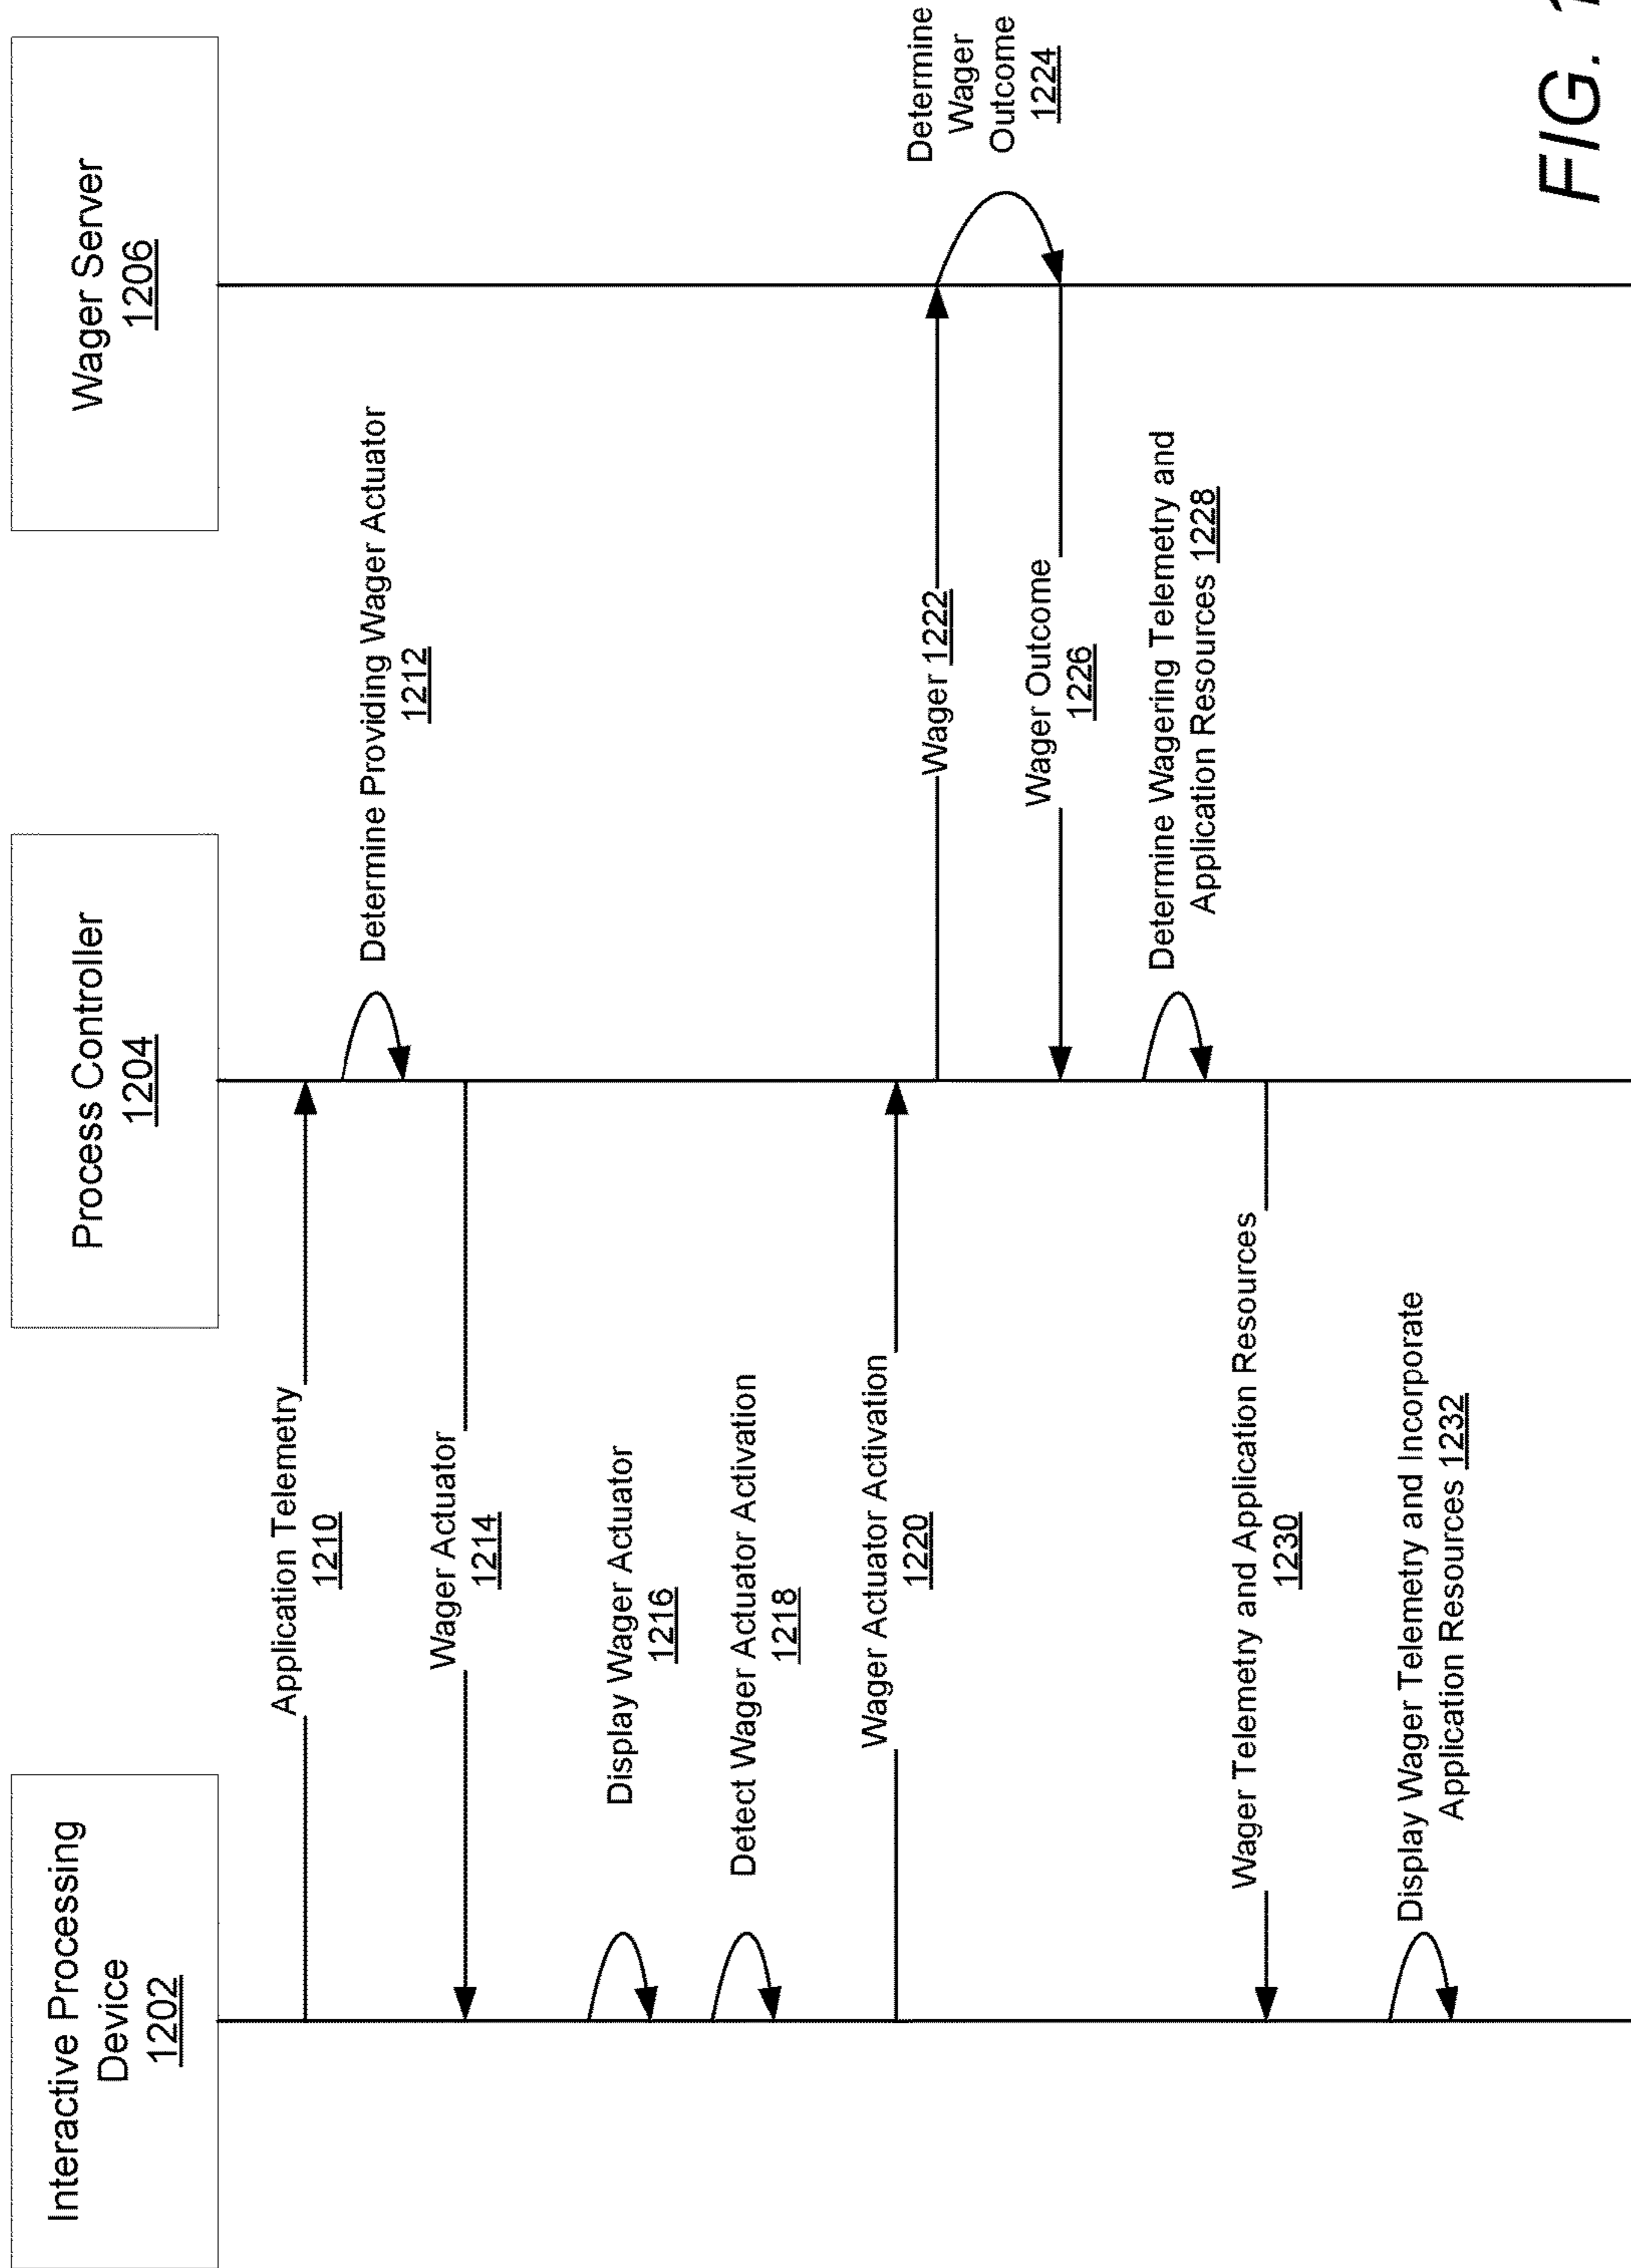 Interactive Processing
Device
1202
Process Controller
1204
Wager Server
1206
Application Telemetry
1210
Determine Providing Wager Actuator
1212
Wager Actuator
1214
Display Wager Actuator
1216
Detect Wager Actuator Activation
1218
Wager Actuator Activation
1220
Wager 1222
Determine
Wager
Outcome
1224
Wager Outcome
1226
Determine Wagering Telemetry and
Application Resources 1228
Wager Telemetry and Application Resources
1230
Display Wager Telemetry and Incorporate
Application Resources 1232
FIG.